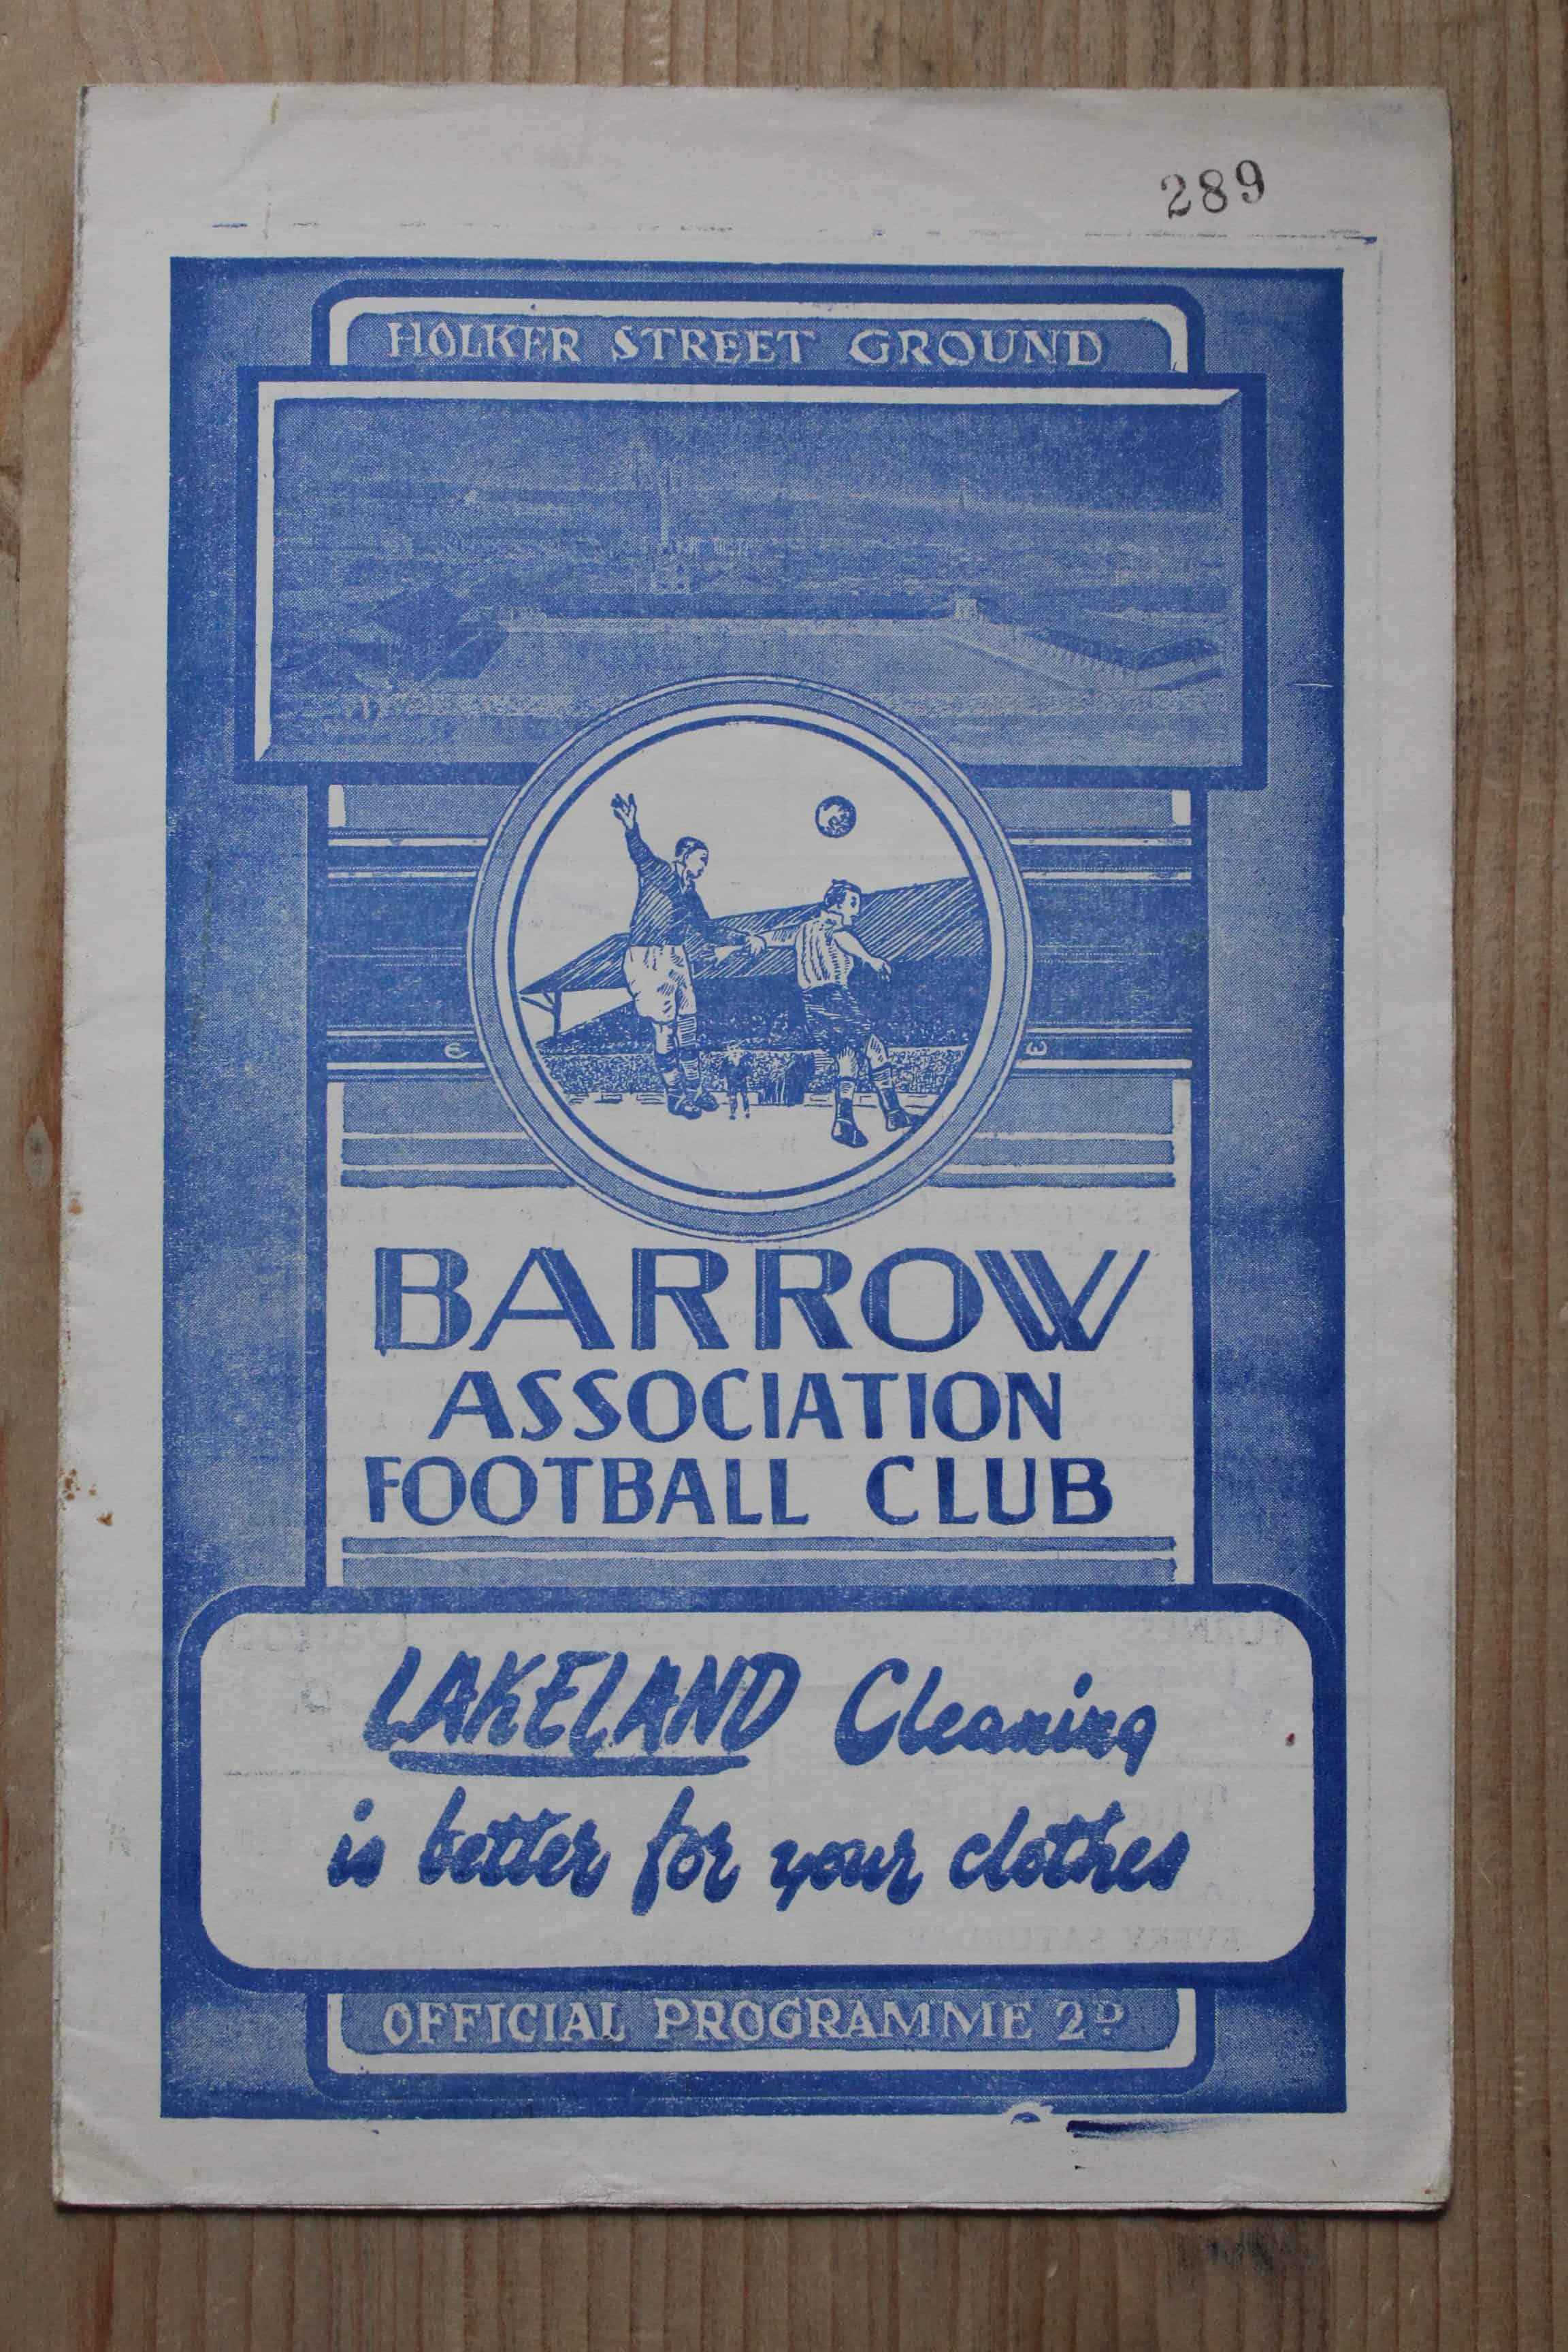 289
HOLKER STREET GROUND
BARROW
ASSOCIATION
FOOTBALL CLUB
LAKELAND Cleaning
is better for your clothes
OFFICIAL PROGRAMME 2D